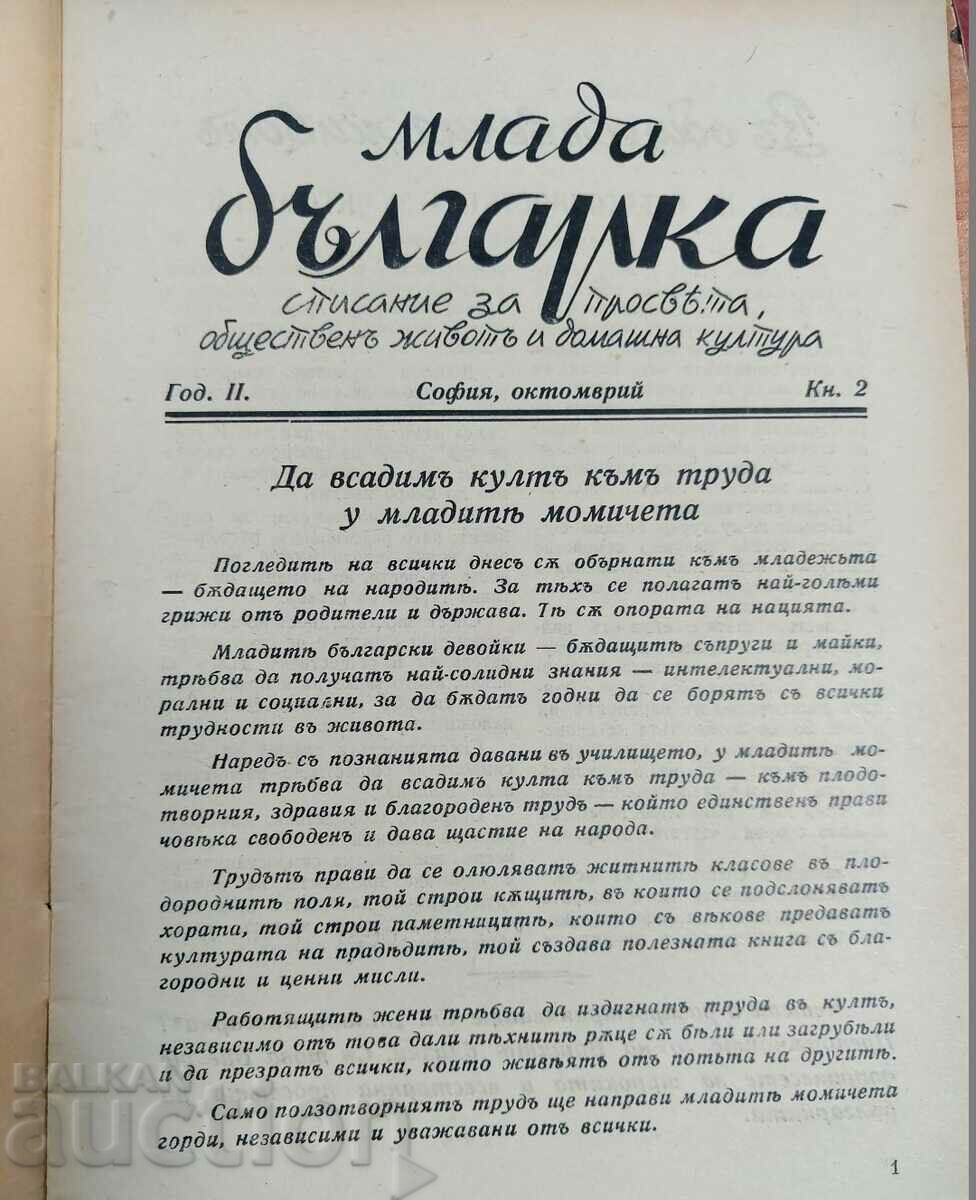 млада
българка
списание за просвѣта,
общественъ животъ и домашна култура
Год. II. София, октомврий Кн. 2
Да всадимъ култъ къмъ труда
у младитѣ момичета
Погледитѣ на всички днесъ сѫ обърнати къмъ младежьта
— бѫдащето на народитѣ. За тѣхъ се полагатъ най-голѣми
грижи отъ родители и държава. Тѣ сѫ опората на нацията.
Младитѣ български девойки — бѫдащитѣ съпруги и майки,
трѣбва да получатъ най-солидни знания — интелектуални, мо-
рални и социални, за да бѫдатъ годни да се борятъ съ всички
трудности въ живота.
Наредъ съ познанията давани въ училището, у младитѣ мо-
мичета трѣбва да всадимъ култа къмъ труда — къмъ плодо-
творния, здравия и благороденъ трудъ — който единственъ прави
човѣка свободенъ и дава щастие на народа.
Трудътъ прави да се олюляватъ житнитѣ класове въ пло-
дороднитѣ поля, той строи кѫщитѣ, въ които се подслоняватъ
хората, той строи паметницитѣ, които съ вѣкове предаватъ
културата на прадѣдитѣ, той създава полезната книга съ бла-
городни и ценни мисли.
Работящитѣ жени трѣбва да издигнатъ труда въ култъ,
независимо отъ това дали тѣхнитѣ рѫце сѫ бѣли или загрубѣли
и да презратъ всички, които живѣятъ отъ потьта на другитѣ.
Само ползотворниятъ трудъ ще направи младитѣ момичета
горди, независими и уважавани отъ всички.
1
BALKAN
auction